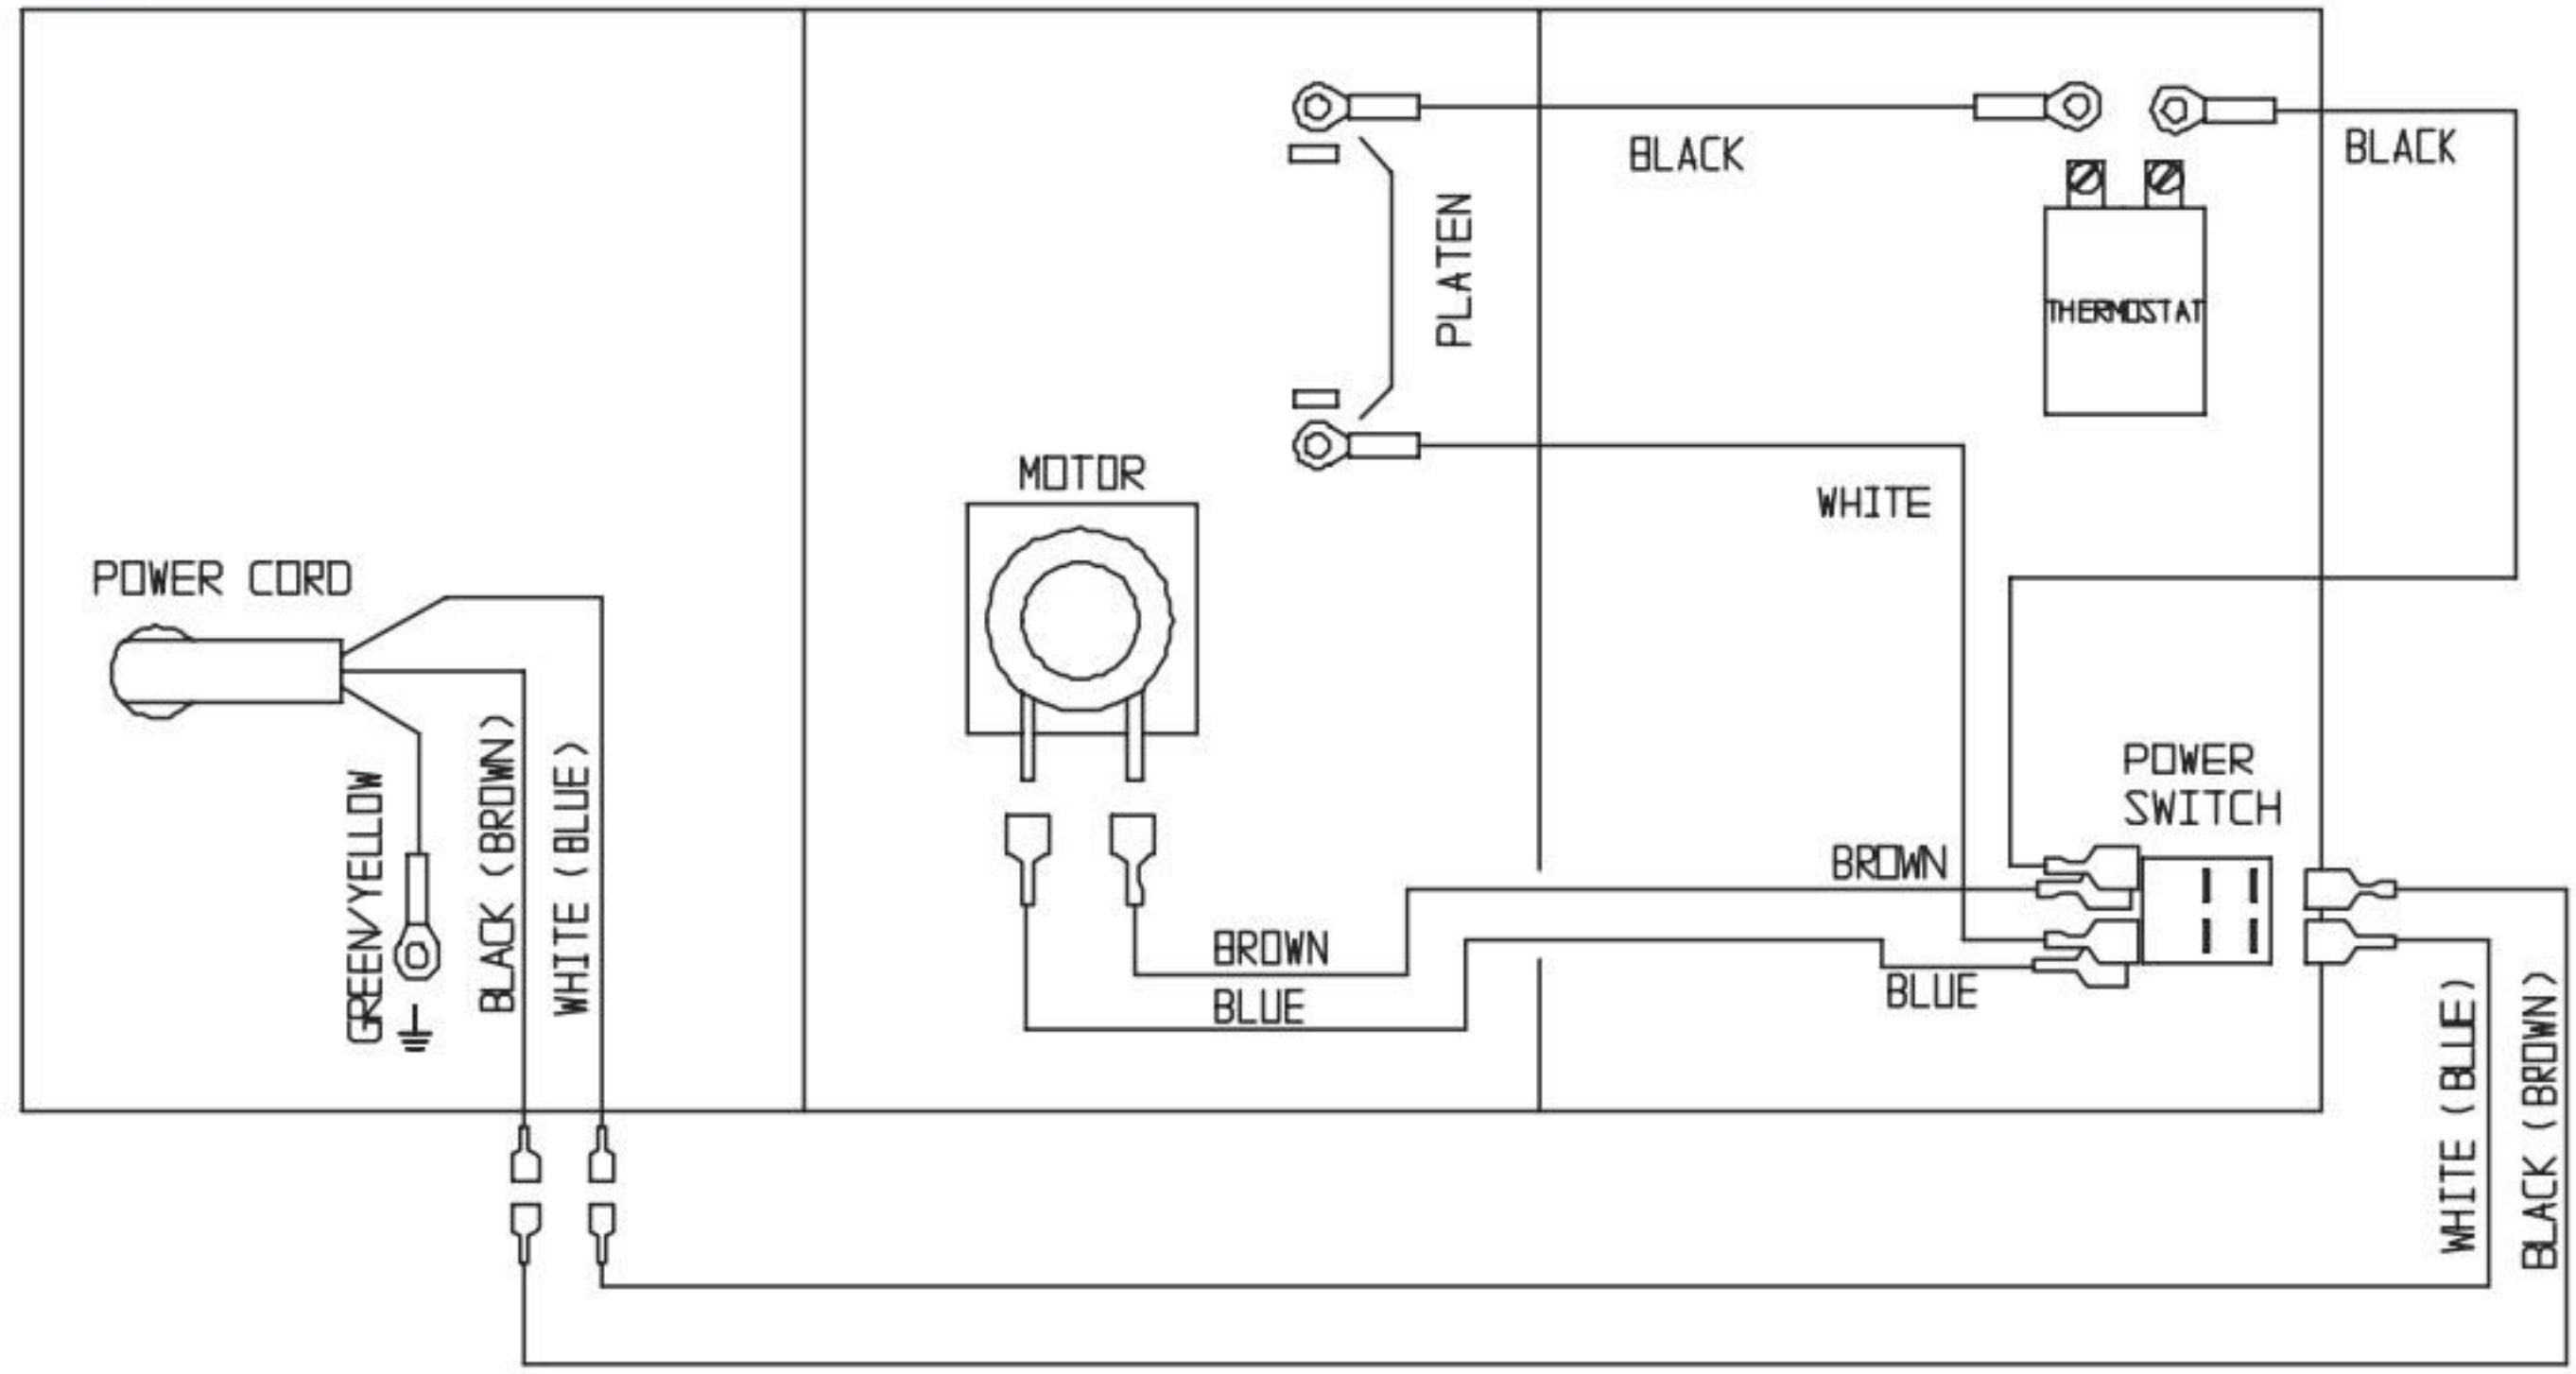 BLACK
BLACK
PLATEN
THERMOSTAT
MOTOR
WHITE
POWER CORD
POWER
SWITCH
GREEN/YELLOW
BLACK (BROWN)
WHITE (BLUE)
BROWN
BROWN
BLUE
BLUE
WHITE (BLUE)
BLACK (BROWN)